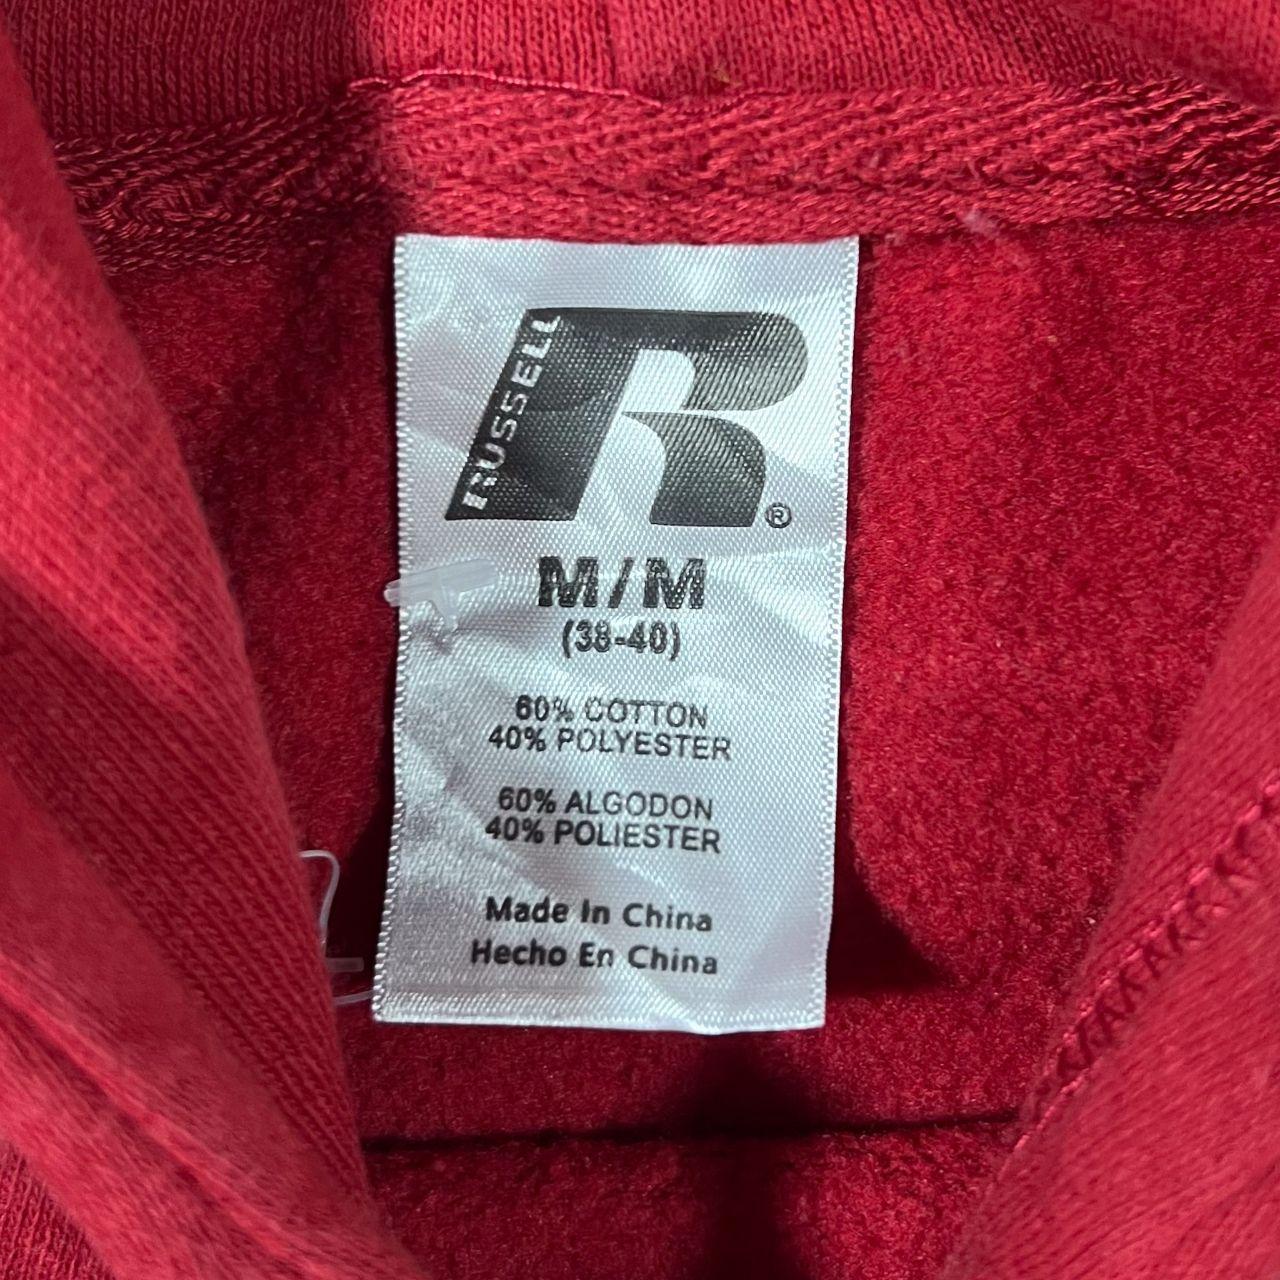 RUSSELL
R
®
M/M
(38-40)
60% COTTON
40% POLYESTER
60% ALGODON
40% POLIESTER
Made In China
Hecho En China